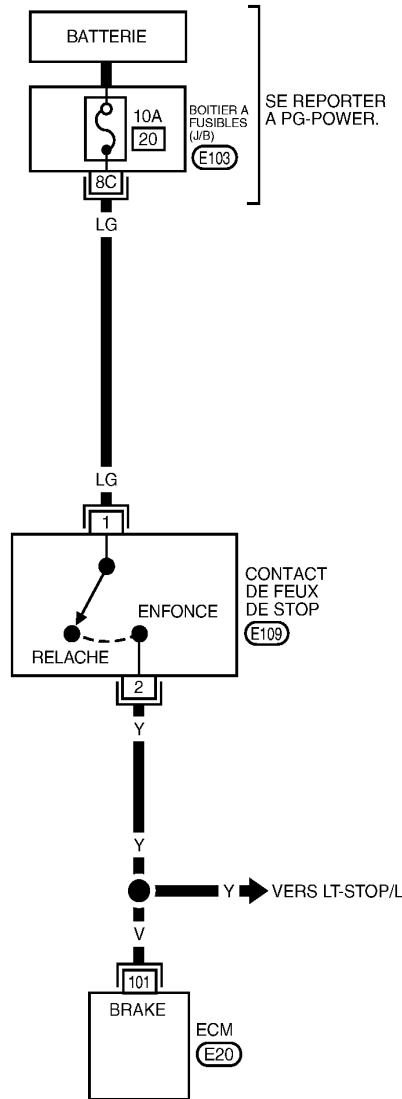 BATTERIE
10A
20
BOITIER A
FUSIBLES
(J/B)
E103
SE REPORTER
A PG-POWER.
8C
LG
LG
1
CONTACT
DE FEUX
DE STOP
E109
ENFONCE
RELACHE
2
Y
Y
Y
VERS LT-STOP/L
V
101
BRAKE
ECM
E20